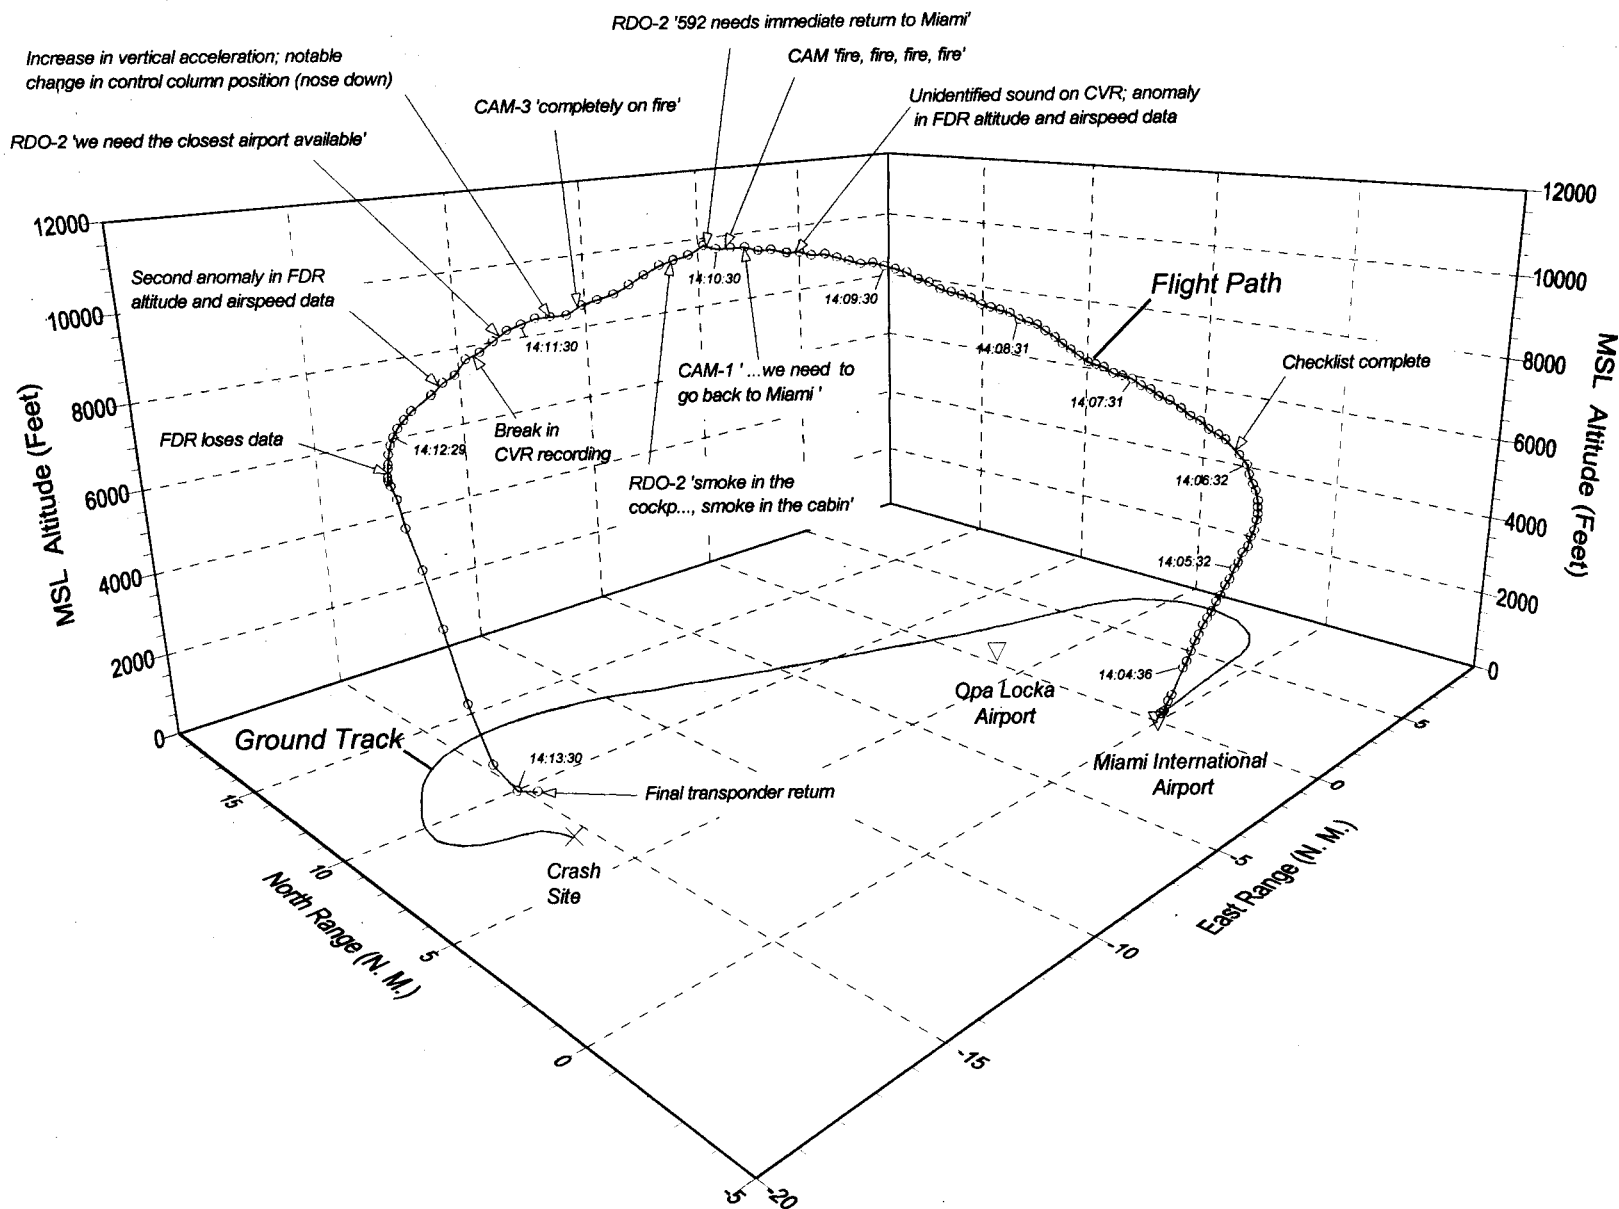 RDO-2 '592 needs immediate return to Miami'
Increase in vertical acceleration; notable
change in control column position (nose down)
CAM 'fire, fire, fire, fire'
CAM-3 'completely on fire'
Unidentified sound on CVR; anomaly
in FDR altitude and airspeed data
RDO-2 'we need the closest airport available'
12000
12000
Second anomaly in FDR
altitude and airspeed data
14:10:30
14:09:30
Flight Path
10000
10000
14:11:30
14:08:31
CAM-1 ' ...we need to
go back to Miami '
Checklist complete
8000
8000
14:07:31
MSL Altitude (Feet)
MSL Altitude (Feet)
FDR loses data
14:12:29
Break in
CVR recording
6000
6000
14:06:32
RDO-2 'smoke in the
cockp..., smoke in the cabin'
4000
4000
14:05:32
2000
2000
14:04:36
0
0
Opa Locka
Airport
Ground Track
14:13:30
Miami International
Airport
Final transponder return
5
0
-5
-10
-15
-20
East Range (N. M.)
15
10
5
0
-5
North Range (N. M.)
Crash
Site